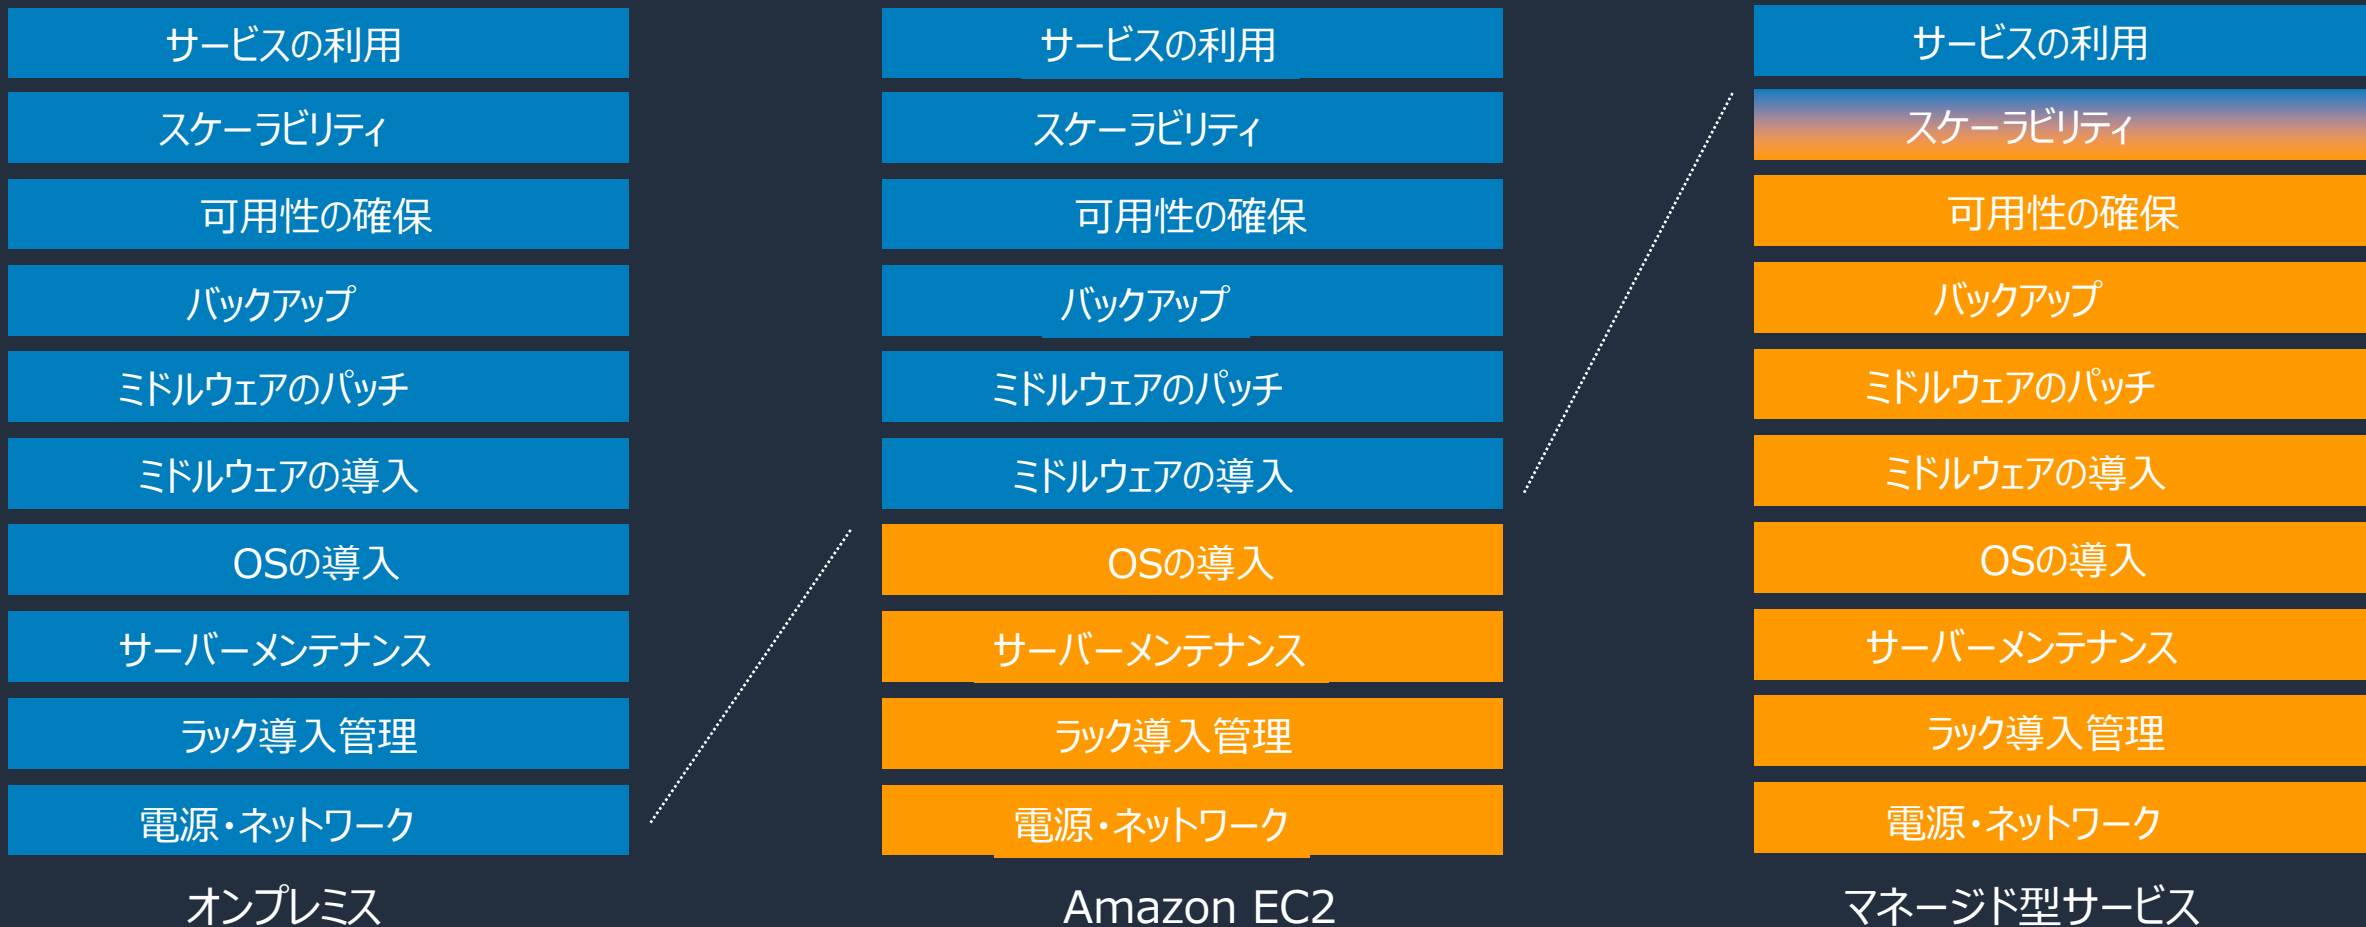 サービスの利用
スケーラビリティ
可用性の確保
バックアップ
ミドルウェアのパッチ
ミドルウェアの導入
OSの導入
サーバーメンテナンス
ラック導入管理
電源・ネットワーク
オンプレミス
サービスの利用
スケーラビリティ
可用性の確保
バックアップ
ミドルウェアのパッチ
ミドルウェアの導入
OSの導入
サーバーメンテナンス
ラック導入管理
電源・ネットワーク
Amazon EC2
サービスの利用
スケーラビリティ
可用性の確保
バックアップ
ミドルウェアのパッチ
ミドルウェアの導入
OSの導入
サーバーメンテナンス
ラック導入管理
電源・ネットワーク
マネージド型サービス